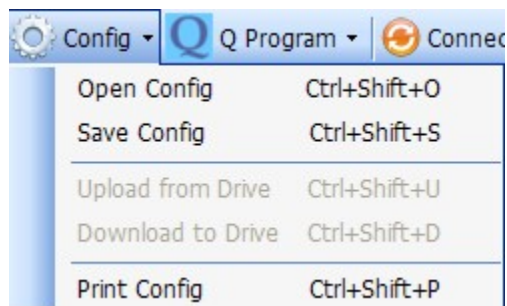 Config Q Q Program Connec
Open Config Ctrl+Shift+O
Save Config Ctrl+Shift+S
Upload from Drive Ctrl+Shift+U
Download to Drive Ctrl+Shift+D
Print Config Ctrl+Shift+P